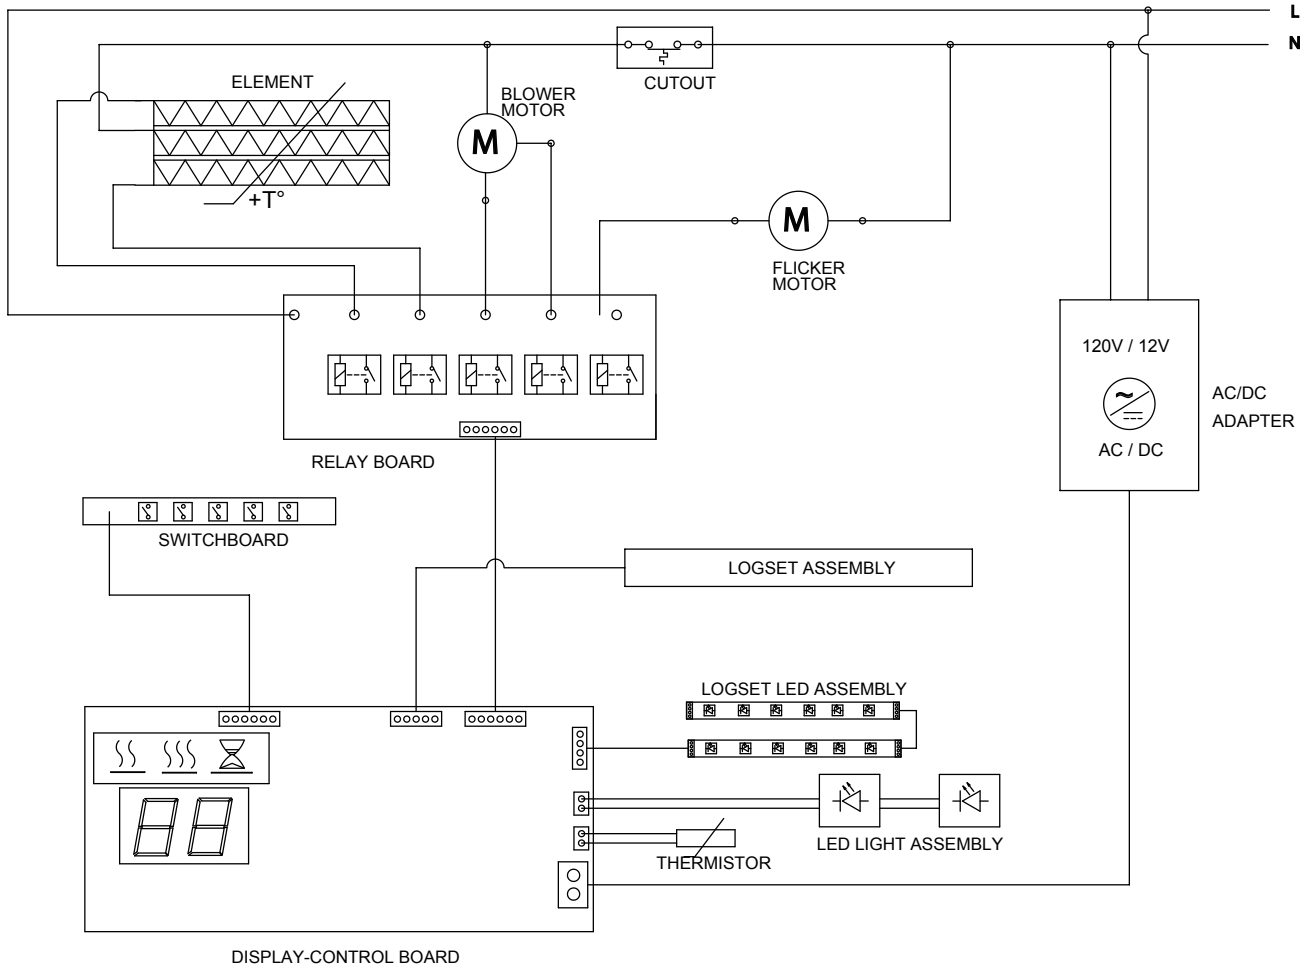 L
N
ELEMENT
CUTOUT
BLOWER
MOTOR
M
+T°
M
FLICKER
MOTOR
120V / 12V
AC / DC
AC/DC
ADAPTER
RELAY BOARD
SWITCHBOARD
LOGSET ASSEMBLY
LOGSET LED ASSEMBLY
LED LIGHT ASSEMBLY
THERMISTOR
88
DISPLAY-CONTROL BOARD